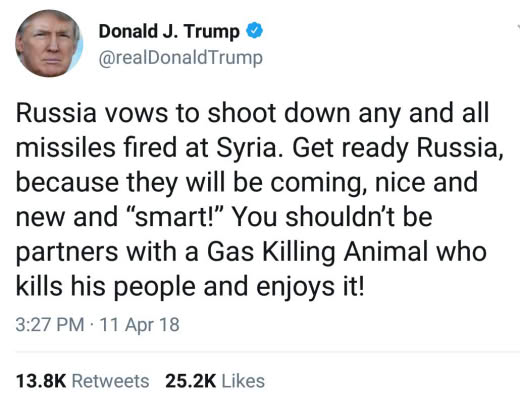 Donald J. Trump
@realDonaldTrump
Russia vows to shoot down any and all
missiles fired at Syria. Get ready Russia,
because they will be coming, nice and
new and “smart!” You shouldn’t be
partners with a Gas Killing Animal who
kills his people and enjoys it!
3:27 PM · 11 Apr 18
13.8K Retweets 25.2K Likes